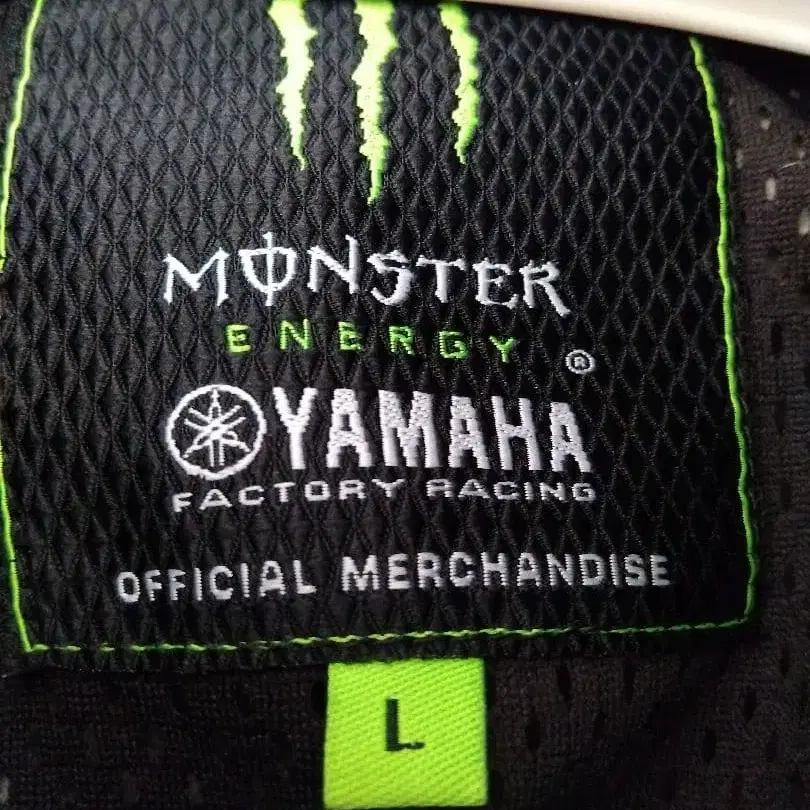 MONSTER
ENERGY ®
YAMAHA
FACTORY RACING
OFFICIAL MERCHANDISE
L